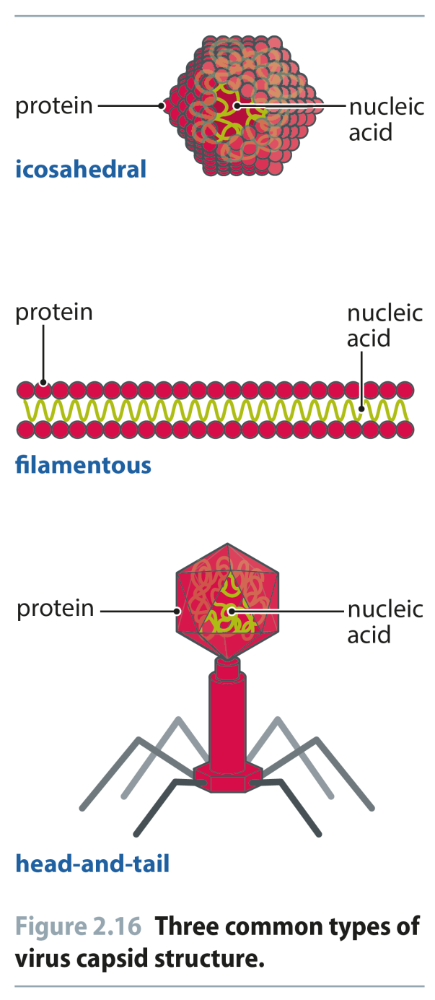 protein
nucleic
acid
icosahedral
protein
nucleic
acid
filamentous
protein
nucleic
acid
head-and-tail
Figure 2.16 Three common types of
virus capsid structure.